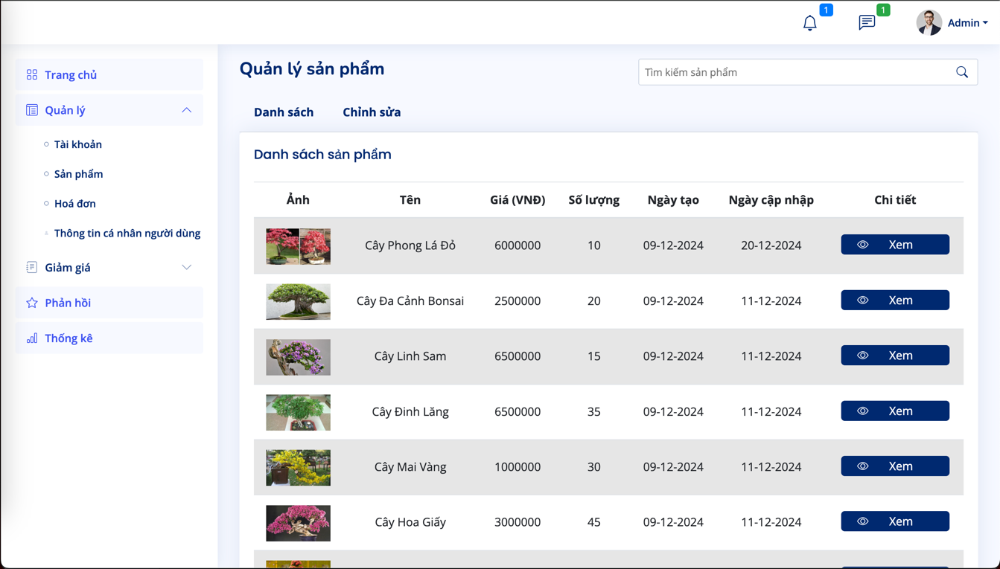 1
1
Admin
Trang chủ
Quản lý
Tài khoản
Sản phẩm
Hoá đơn
Thông tin cá nhân người dùng
Giảm giá
Phản hồi
Thống kê
Quản lý sản phẩm
Tìm kiếm sản phẩm
Danh sách Chỉnh sửa
Danh sách sản phẩm
Ảnh Tên Giá (VNĐ) Số lượng Ngày tạo Ngày cập nhập Chi tiết
Cây Phong Lá Đỏ 6000000 10 09-12-2024 20-12-2024 Xem
Cây Đa Cảnh Bonsai 2500000 20 09-12-2024 11-12-2024 Xem
Cây Linh Sam 6500000 15 09-12-2024 11-12-2024 Xem
Cây Đinh Lăng 6500000 35 09-12-2024 11-12-2024 Xem
Cây Mai Vàng 1000000 30 09-12-2024 11-12-2024 Xem
Cây Hoa Giấy 3000000 45 09-12-2024 11-12-2024 Xem